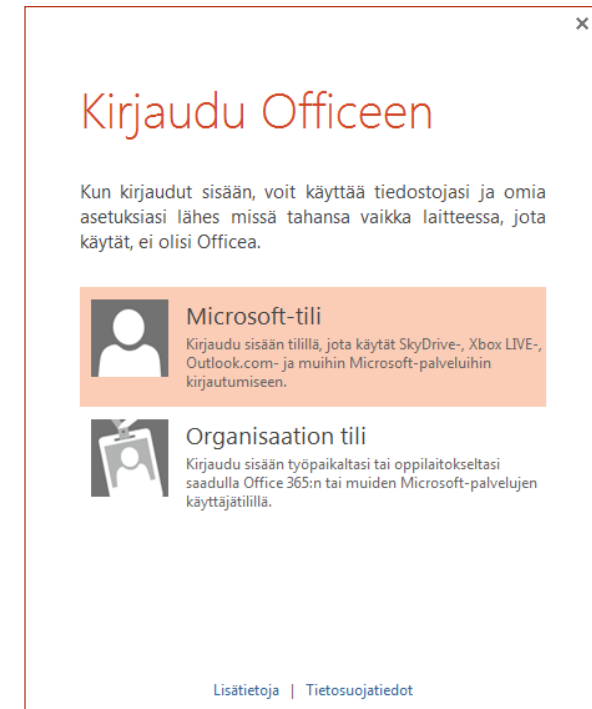 Kirjaudu Officeen
Kun kirjaudut sisään, voit käyttää tiedostojasi ja omia
asetuksiasi lähes missä tahansa vaikka laitteessa, jota
käytät, ei olisi Officea.
Microsoft-tili
Kirjaudu sisään tilillä, jota käytät SkyDrive-, Xbox LIVE-,
Outlook.com- ja muihin Microsoft-palveluihin
kirjautumiseen.
Organisaation tili
Kirjaudu sisään työpaikaltasi tai oppilaitokseltasi
saadulla Office 365:n tai muiden Microsoft-palvelujen
käyttäjätilillä.
Lisätietoja | Tietosuojatiedot